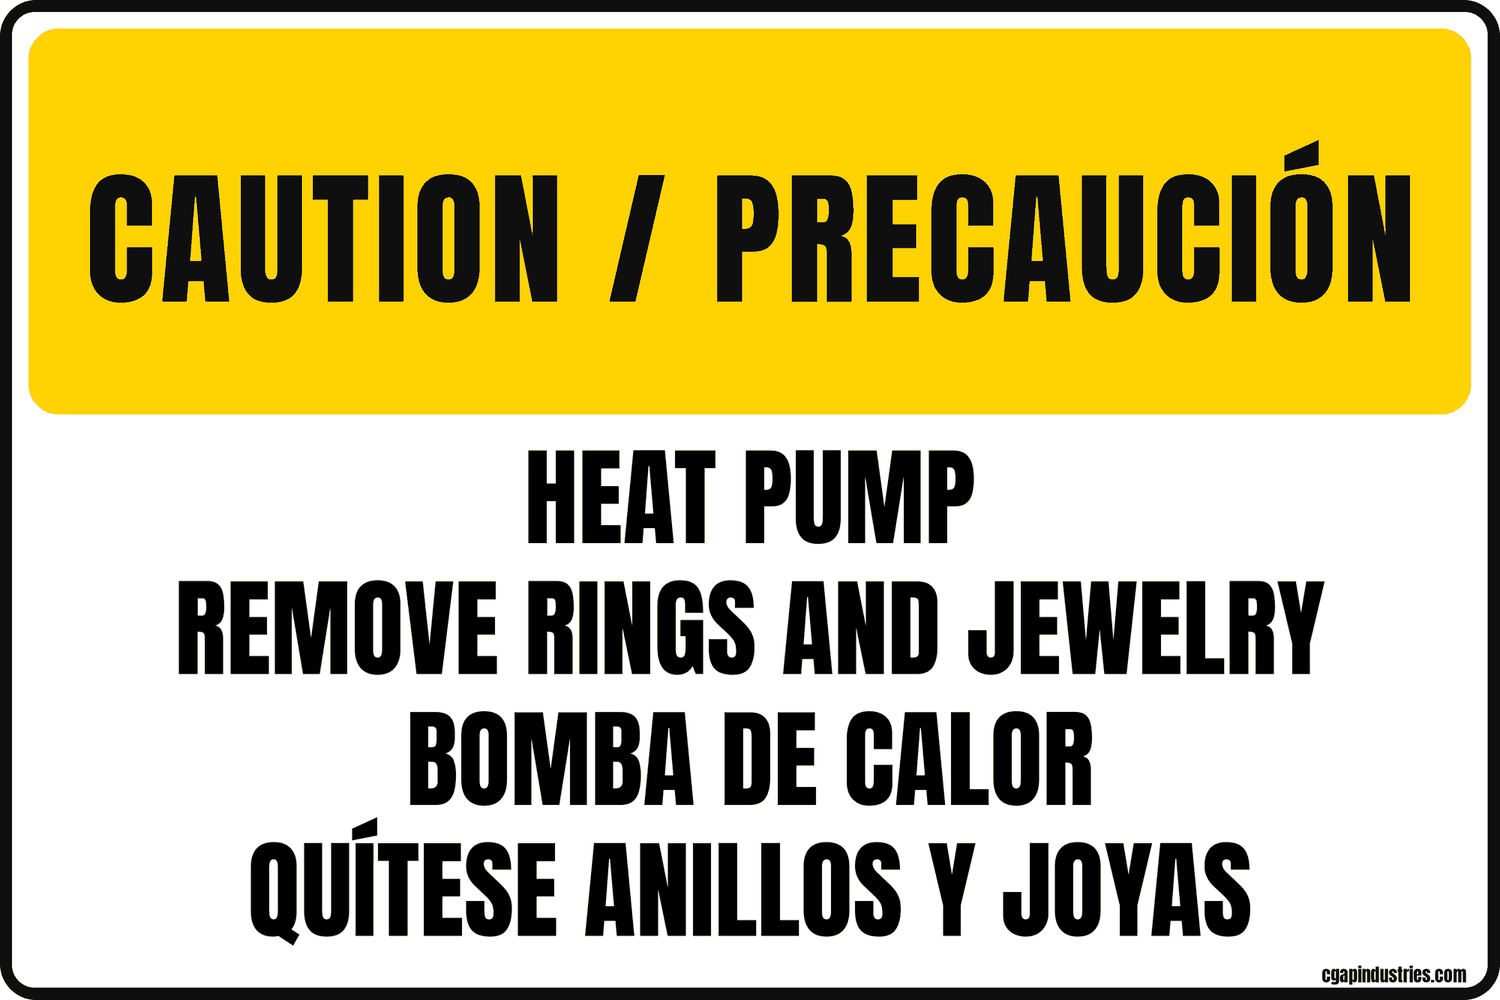 CAUTION / PRECAUCIÓN
HEAT PUMP
REMOVE RINGS AND JEWELRY
BOMBA DE CALOR
QUÍTESE ANILLOS Y JOYAS
cgapindustries.com